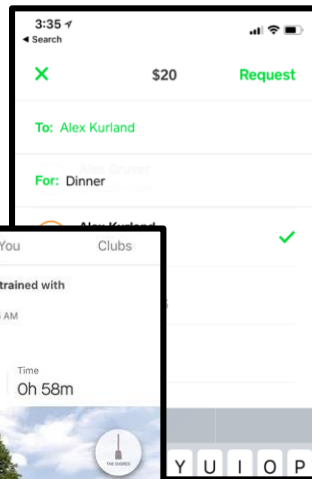 3:35
◀ Search
$20 Request
To: Alex Kurland
For: Dinner
Alex Kurland
You Clubs
trained with
AM
Time
0h 58m
THE SHORES
Y U I O P